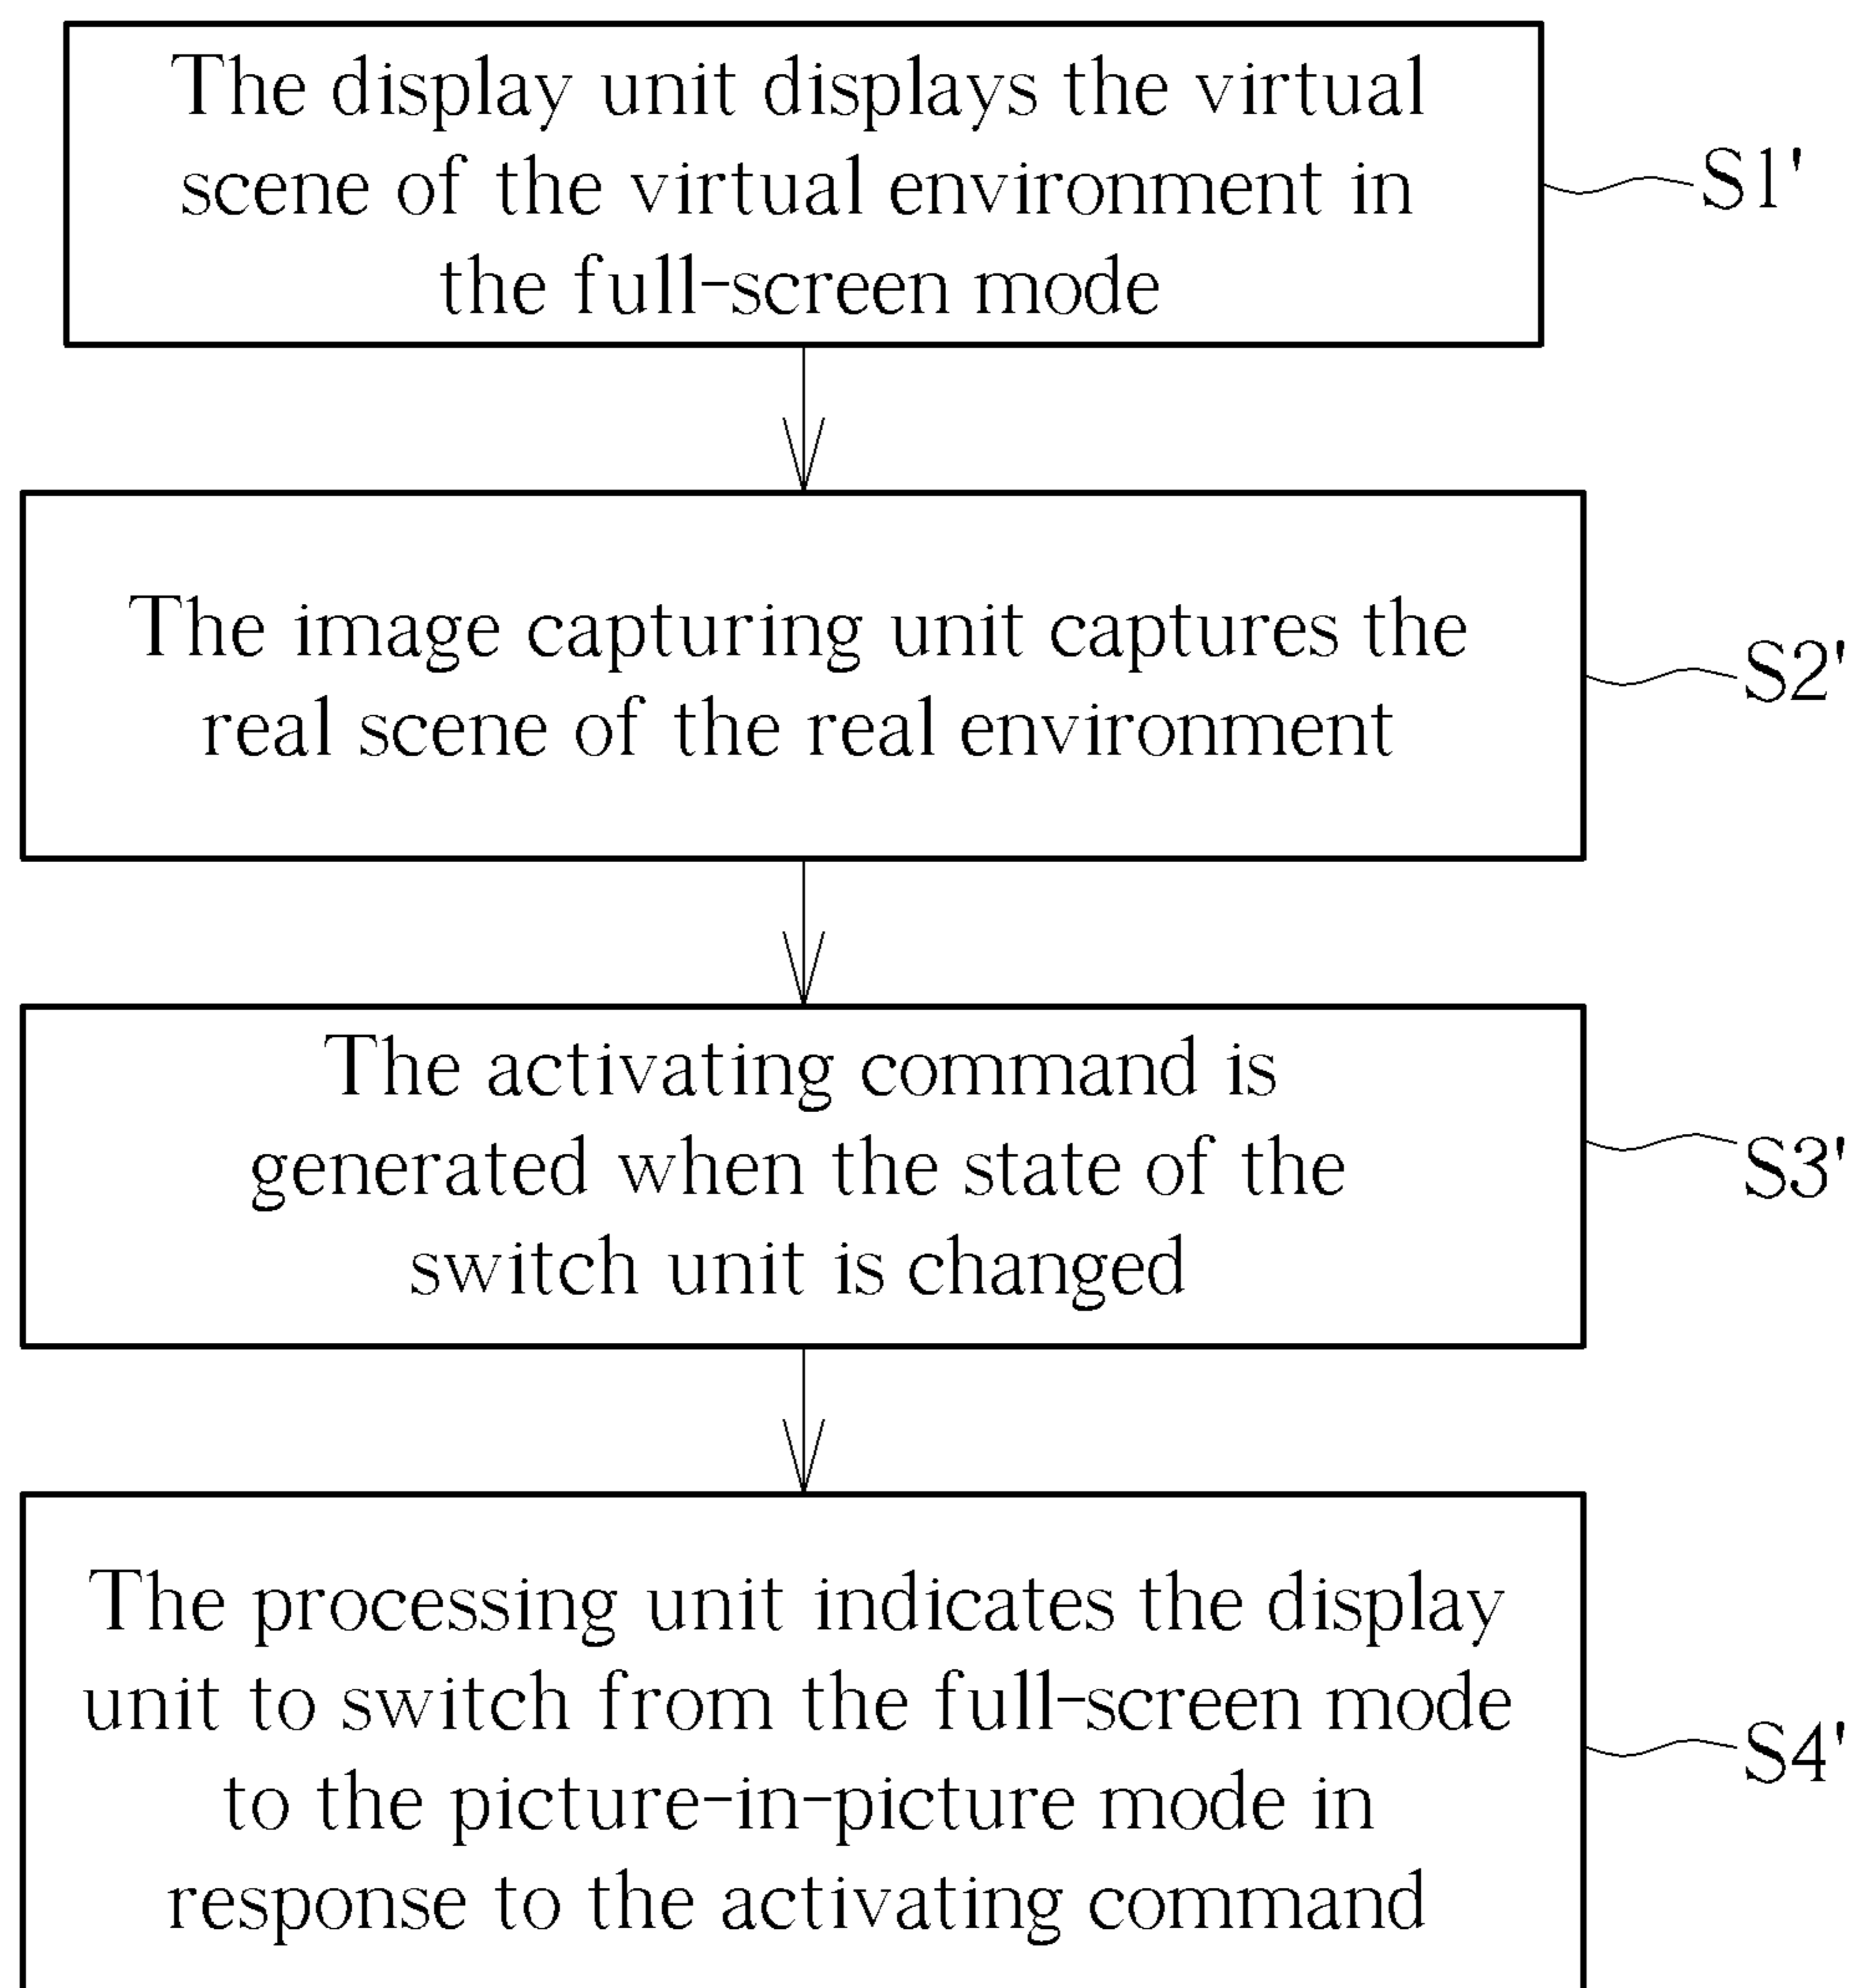 The display unit displays the virtual
scene of the virtual environment in
the full-screen mode
S1'
The image capturing unit captures the
real scene of the real environment
S2'
The activating command is
generated when the state of the
switch unit is changed
S3'
The processing unit indicates the display
unit to switch from the full-screen mode
to the picture-in-picture mode in
response to the activating command
S4'